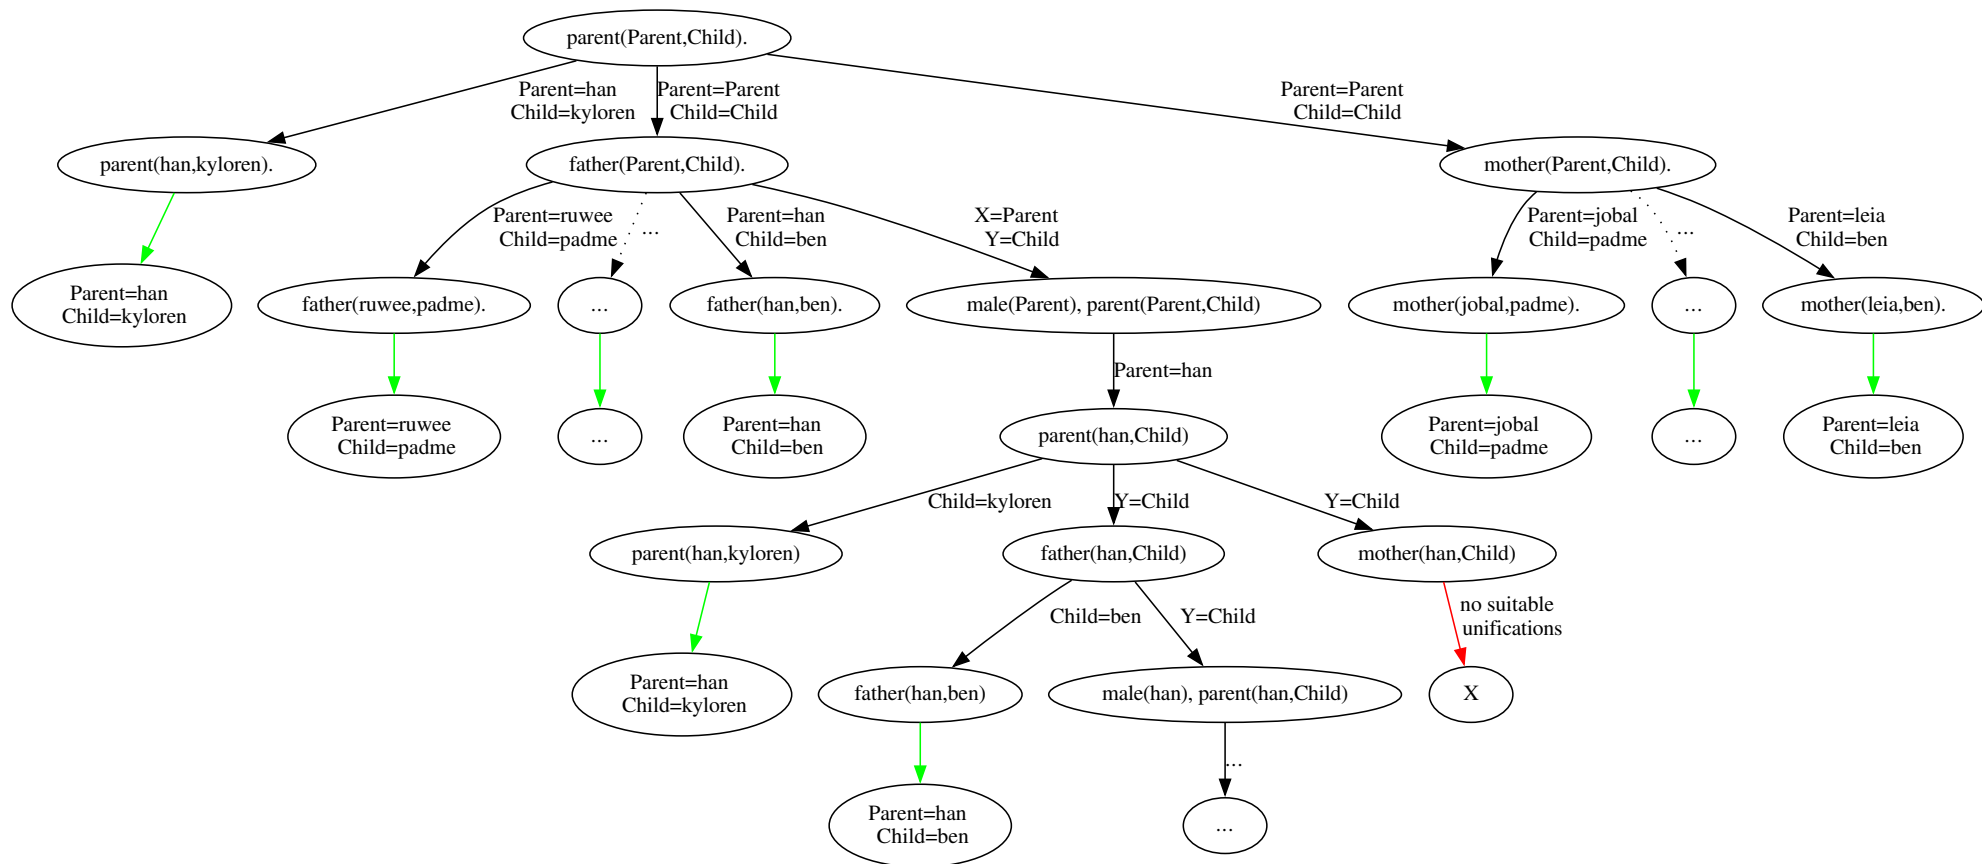 parent(Parent,Child).
Parent=han
Child=kyloren
Parent=Parent
Child=Child
Parent=Parent
Child=Child
parent(han,kyloren).
father(Parent,Child).
mother(Parent,Child).
Parent=ruwee
Child=padme
...
Parent=han
Child=ben
X=Parent
Y=Child
Parent=jobal
Child=padme
...
Parent=leia
Child=ben
Parent=han
Child=kyloren
father(ruwee,padme).
...
father(han,ben).
male(Parent), parent(Parent,Child)
mother(jobal,padme).
...
mother(leia,ben).
Parent=han
Parent=ruwee
Child=padme
...
Parent=han
Child=ben
parent(han,Child)
Parent=jobal
Child=padme
...
Parent=leia
Child=ben
Child=kyloren
Y=Child
Y=Child
parent(han,kyloren)
father(han,Child)
mother(han,Child)
Child=ben
Y=Child
no suitable
unifications
Parent=han
Child=kyloren
father(han,ben)
male(han), parent(han,Child)
X
...
Parent=han
Child=ben
...